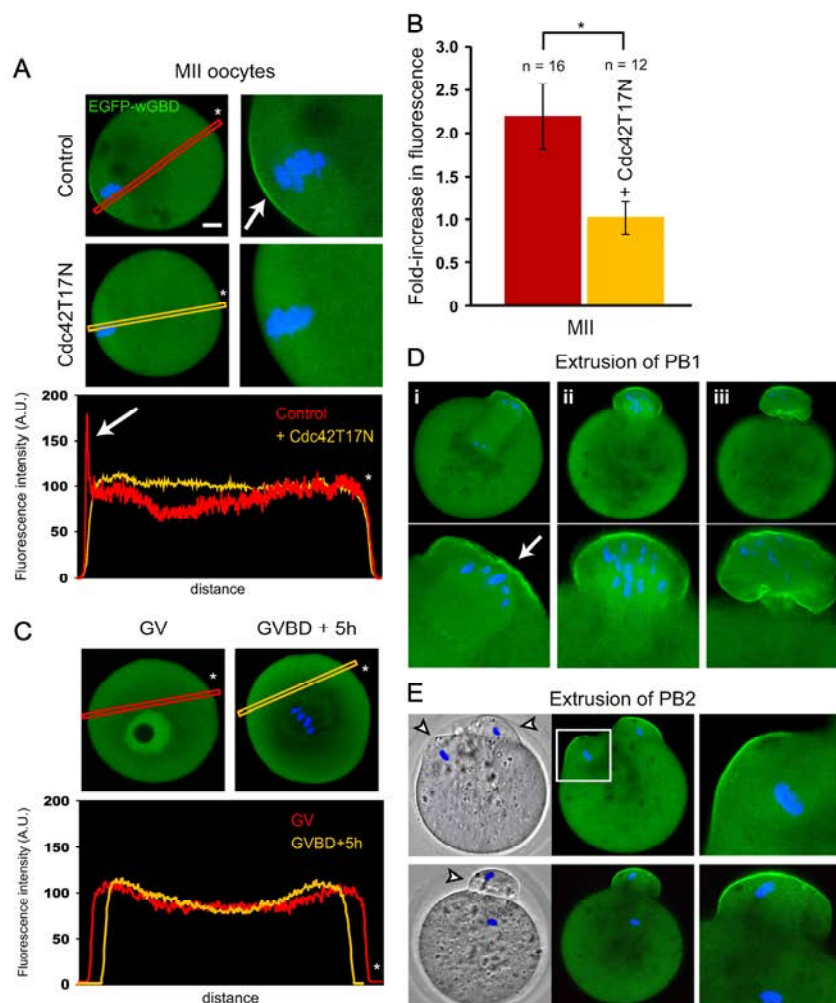 A
MII oocytes
EGFP-wGBD
*
Control
*
Cdc42T17N
200
150
100
50
0
Fluorescence intensity (A.U.)
Control
+ Cdc42T17N
*
distance
B
*
3.0
2.5
2.0
1.5
1.0
0.5
0
Fold-increase in fluorescence
n = 16
n = 12
+ Cdc42T17N
MII
C
GV
GVBD + 5h
*
*
200
150
100
50
0
Fluorescence intensity (A.U.)
GV
GVBD+5h
*
distance
D
Extrusion of PB1
i
ii
iii
E
Extrusion of PB2